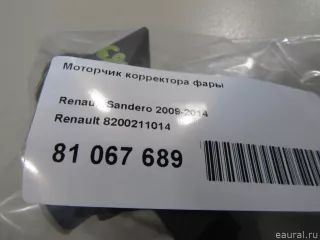 Моторчик корректора фары
Renault Sandero 2009-2014
Renault 8200211014
81 067 689
eaural.ru